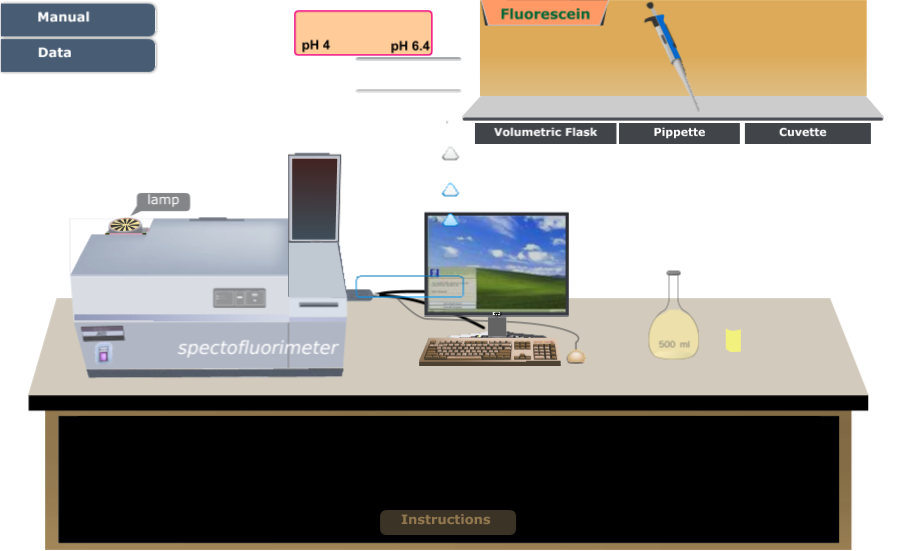 Manual
Data
pH 4 pH 6.4
Fluorescein
Volumetric Flask Pippette Cuvette
lamp
spectofluorimeter
500 ml
Instructions